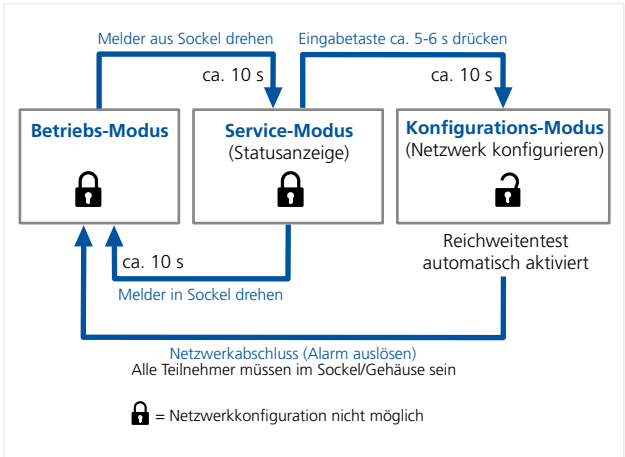 Melder aus Sockel drehen
Eingabetaste ca. 5-6 s drücken
ca. 10 s
ca. 10 s
Betriebs-Modus
Service-Modus
(Statusanzeige)
Konfigurations-Modus
(Netzwerk konfigurieren)
Reichweitentest
automatisch aktiviert
ca. 10 s
Melder in Sockel drehen
Netzwerkabschluss (Alarm auslösen)
Alle Teilnehmer müssen im Sockel/Gehäuse sein
= Netzwerkkonfiguration nicht möglich